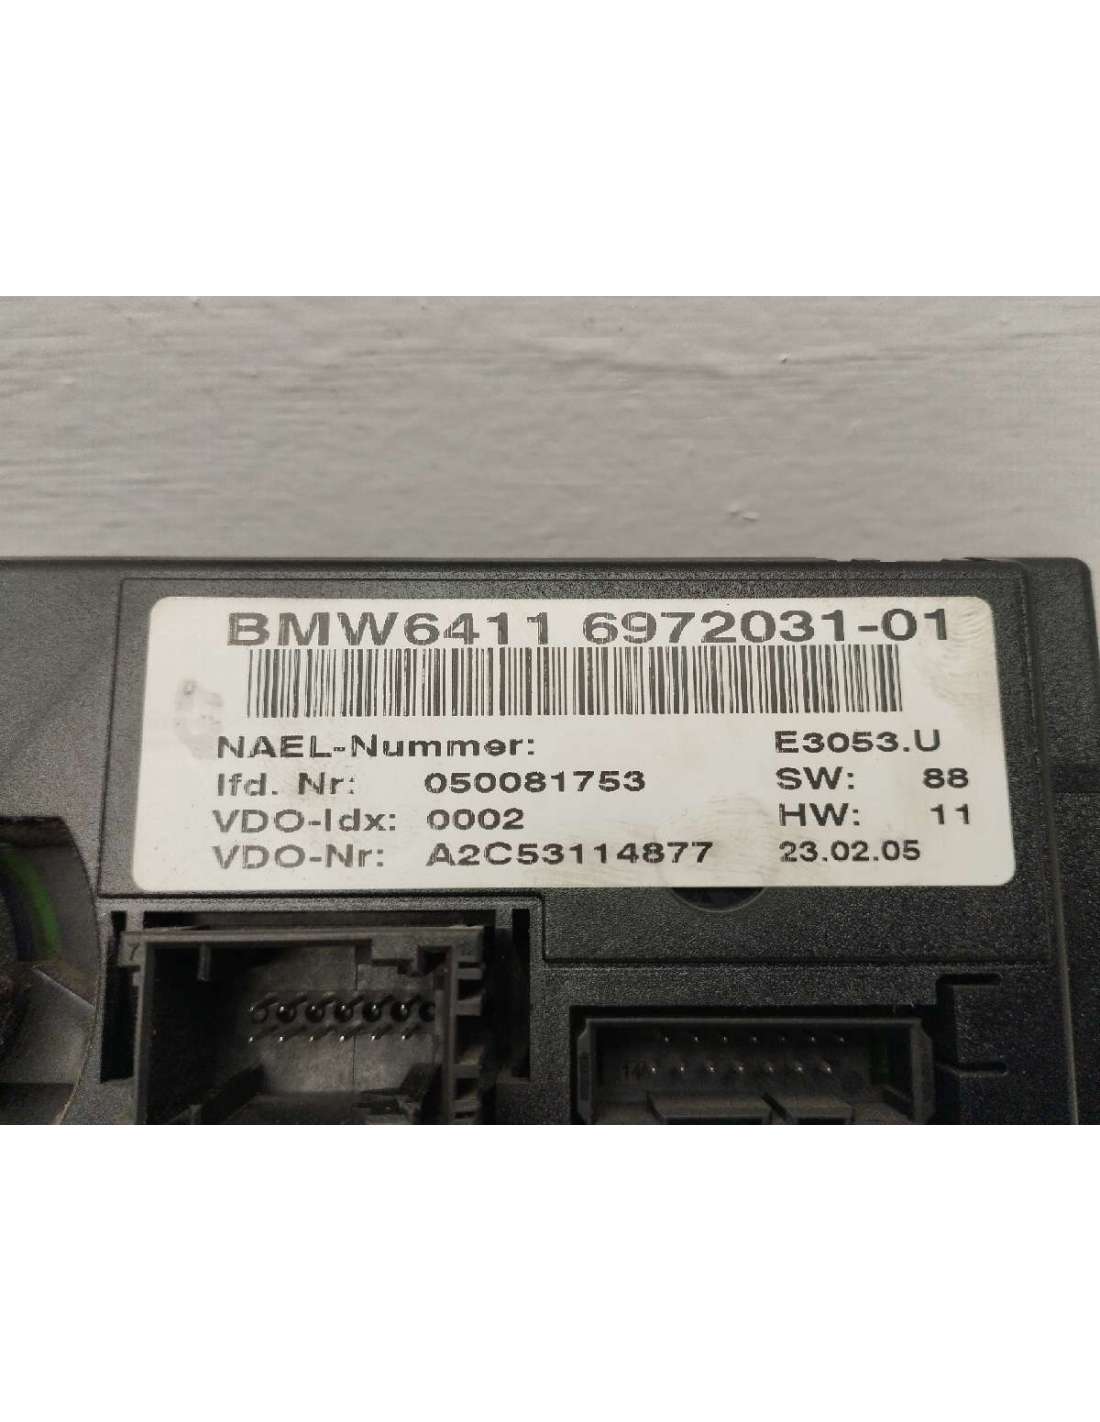 BMW6411 6972031-01
NAEL-Nummer: E3053.U
lfd. Nr: 050081753 SW: 88
VDO-Idx: 0002 HW: 11
VDO-Nr: A2C53114877 23.02.05
14